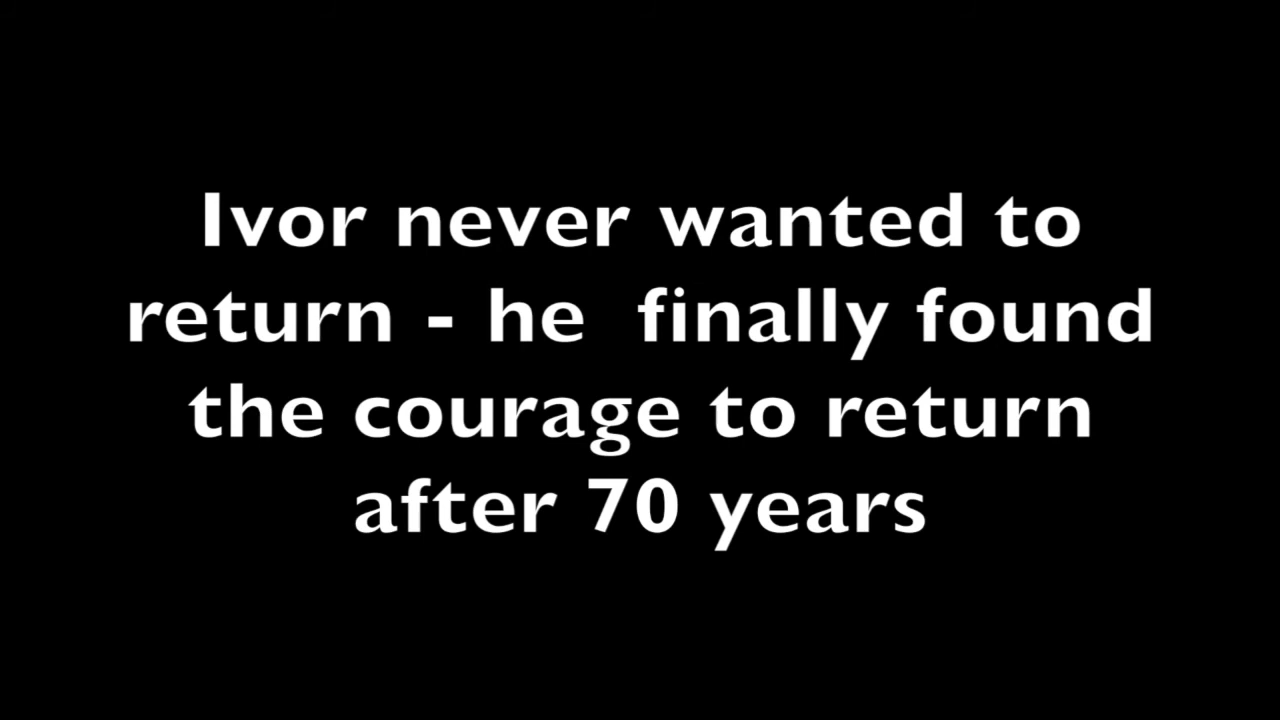 Ivor never wanted to
return - he  finally found
the courage to return
after 70 years